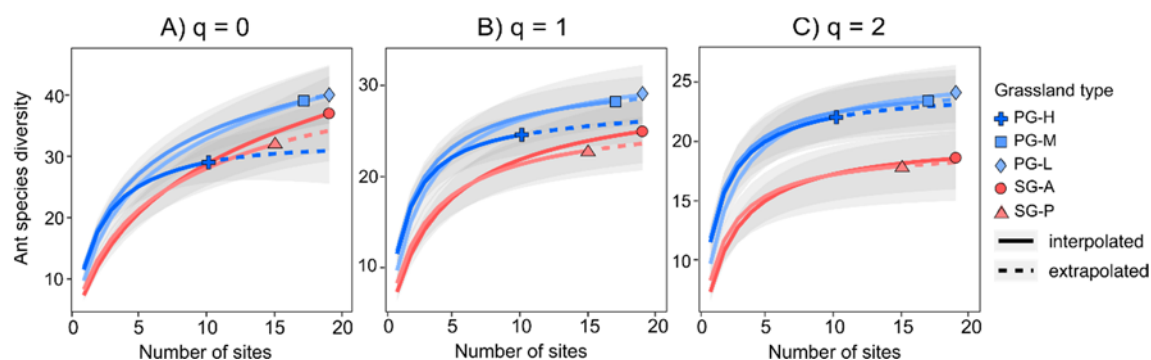 A) q = 0
B) q = 1
C) q = 2
Ant species diversity
40
30
20
10
0 5 10 15 20
Number of sites
30
20
10
0 5 10 15 20
Number of sites
25
20
15
10
0 5 10 15 20
Number of sites
Grassland type
PG-H
PG-M
PG-L
SG-A
SG-P
interpolated
extrapolated